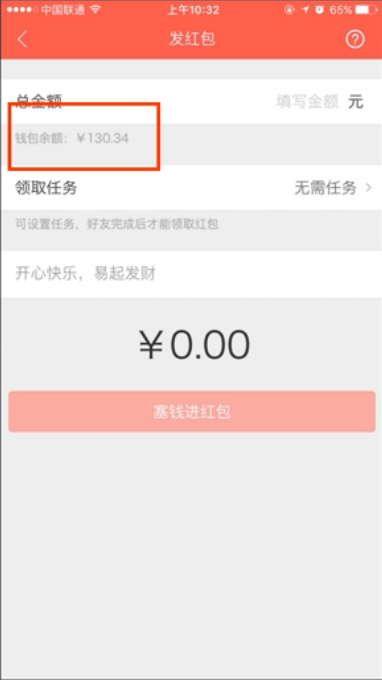 中国联通 上午10:32 65%
发红包
总金额 填写金额 元
钱包余额：￥130.34
领取任务 无需任务
可设置任务，好友完成后才能领取红包
开心快乐，易起发财
￥0.00
塞钱进红包